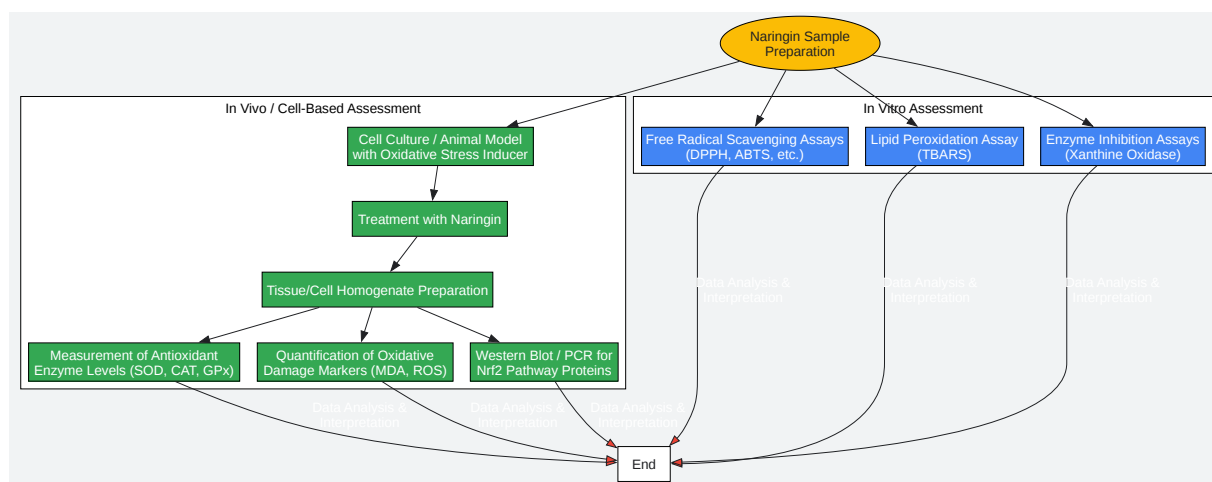 Naringin Sample
Preparation
In Vivo / Cell-Based Assessment
In Vitro Assessment
Cell Culture / Animal Model
with Oxidative Stress Inducer
Free Radical Scavenging Assays
(DPPH, ABTS, etc.)
Lipid Peroxidation Assay
(TBARS)
Enzyme Inhibition Assays
(Xanthine Oxidase)
Treatment with Naringin
Tissue/Cell Homogenate Preparation
Data Analysis &
Interpretation
Data Analysis &
Interpretation
Data Analysis &
Interpretation
Measurement of Antioxidant
Enzyme Levels (SOD, CAT, GPx)
Quantification of Oxidative
Damage Markers (MDA, ROS)
Western Blot / PCR for
Nrf2 Pathway Proteins
Data Analysis &
Interpretation
Data Analysis &
Interpretation
Data Analysis &
Interpretation
End